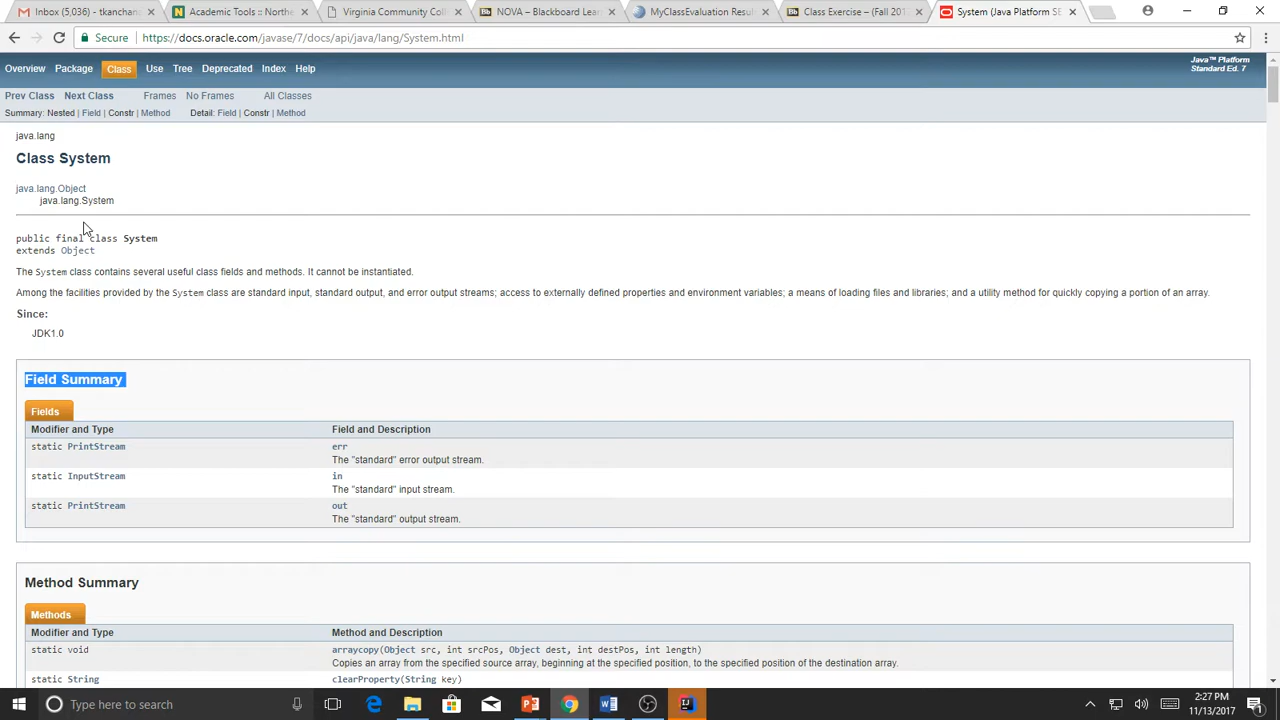 Inbox (5,036) - tkanchan
Academic Tools :: Northe
Virginia Community Coll
NOVA – Blackboard Lear
MyClassEvaluation Resul
Class Exercise – (Fall 201
System (Java Platform SE
Secure https://docs.oracle.com/javase/7/docs/api/java/lang/System.html
Overview Package Class Use Tree Deprecated Index Help
Java™ Platform
Standard Ed. 7
Prev Class Next Class Frames No Frames All Classes
Summary: Nested | Field | Constr | Method Detail: Field | Constr | Method
java.lang
Class System
java.lang.Object
java.lang.System
public final class System
extends Object
The System class contains several useful class fields and methods. It cannot be instantiated.
Among the facilities provided by the System class are standard input, standard output, and error output streams; access to externally defined properties and environment variables; a means of loading files and libraries; and a utility method for quickly copying a portion of an array.
Since:
JDK1.0
Field Summary
Fields
Modifier and Type Field and Description
static PrintStream err
The "standard" error output stream.
static InputStream in
The "standard" input stream.
static PrintStream out
The "standard" output stream.
Method Summary
Methods
Modifier and Type Method and Description
static void arraycopy(Object src, int srcPos, Object dest, int destPos, int length)
Copies an array from the specified source array, beginning at the specified position, to the specified position of the destination array.
static String clearProperty(String key)
Type here to search
2:27 PM
11/13/2017